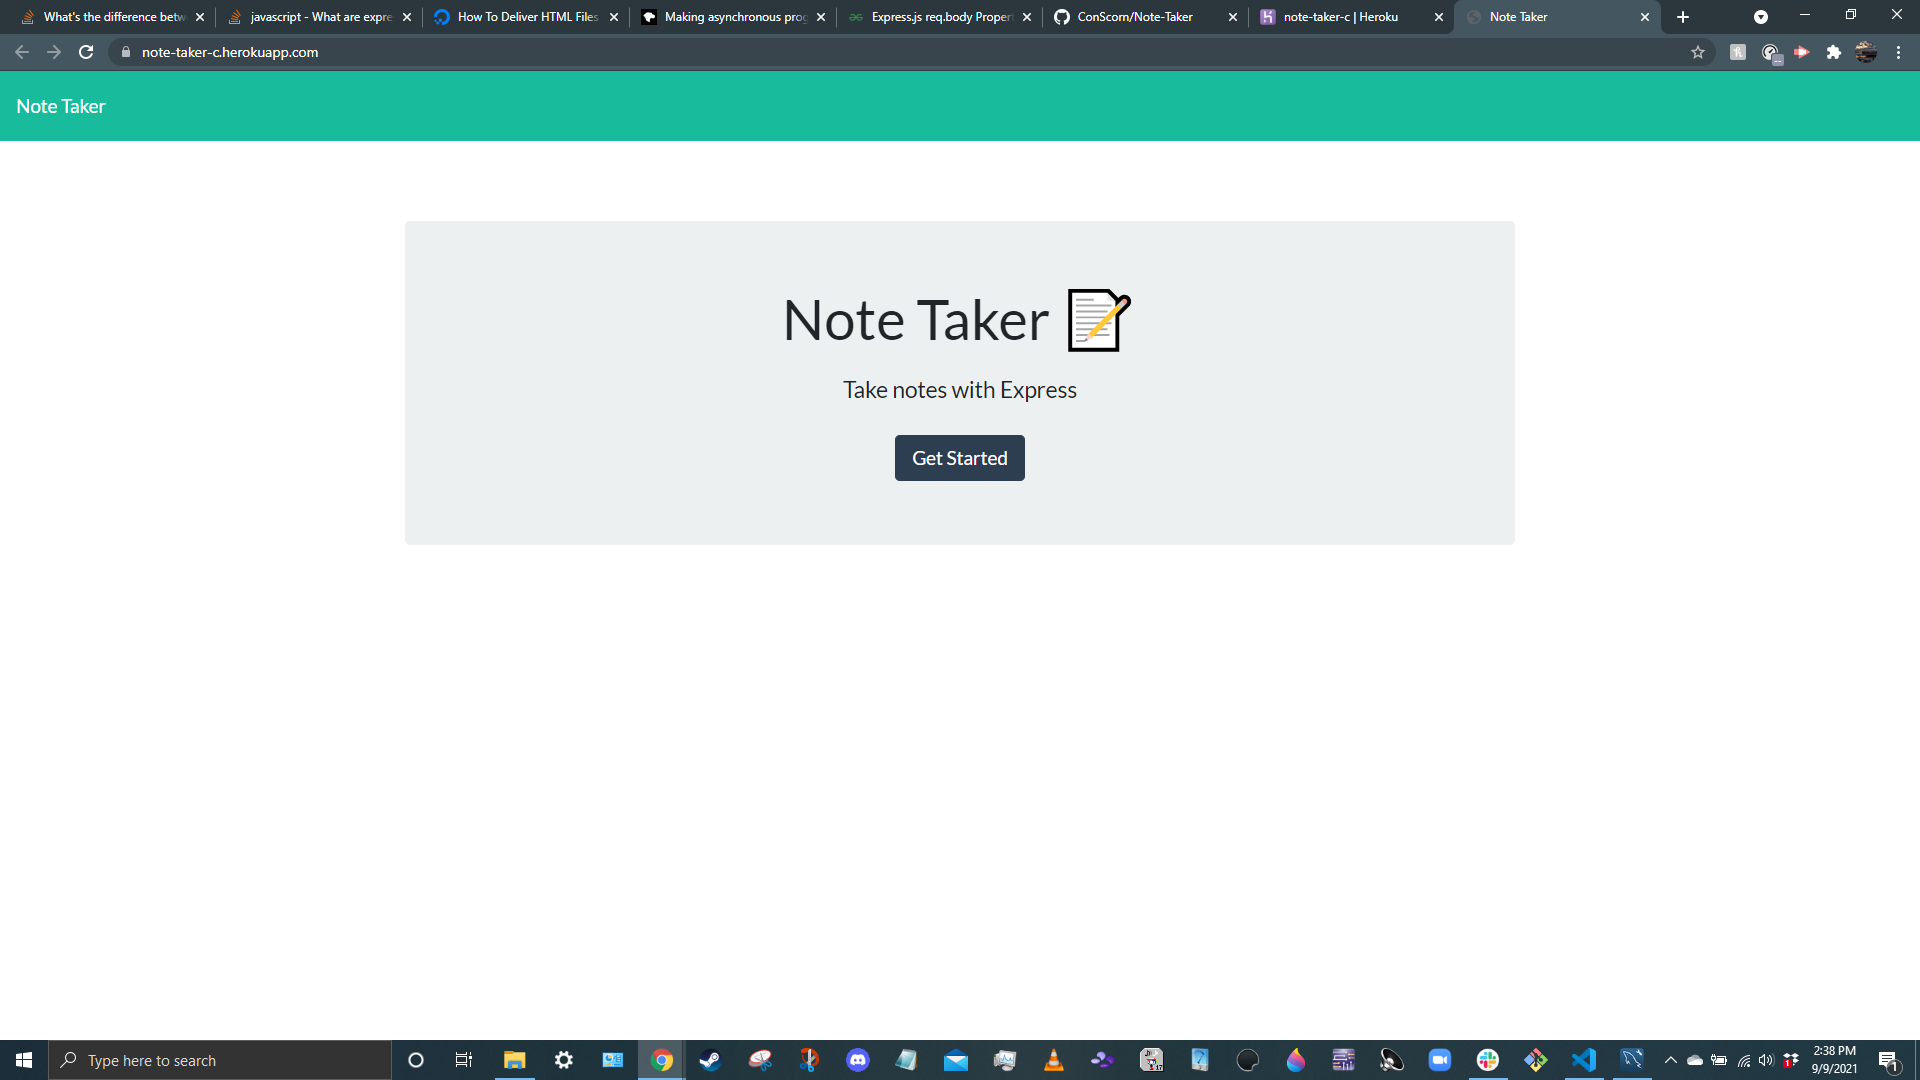 What's the difference betw
javascript - What are expre
How To Deliver HTML Files
Making asynchronous prog
Express.js req.body Propert
ConScorn/Note-Taker
note-taker-c | Heroku
Note Taker
note-taker-c.herokuapp.com
Note Taker
Note Taker
Take notes with Express
Get Started
Type here to search
2:38 PM
9/9/2021